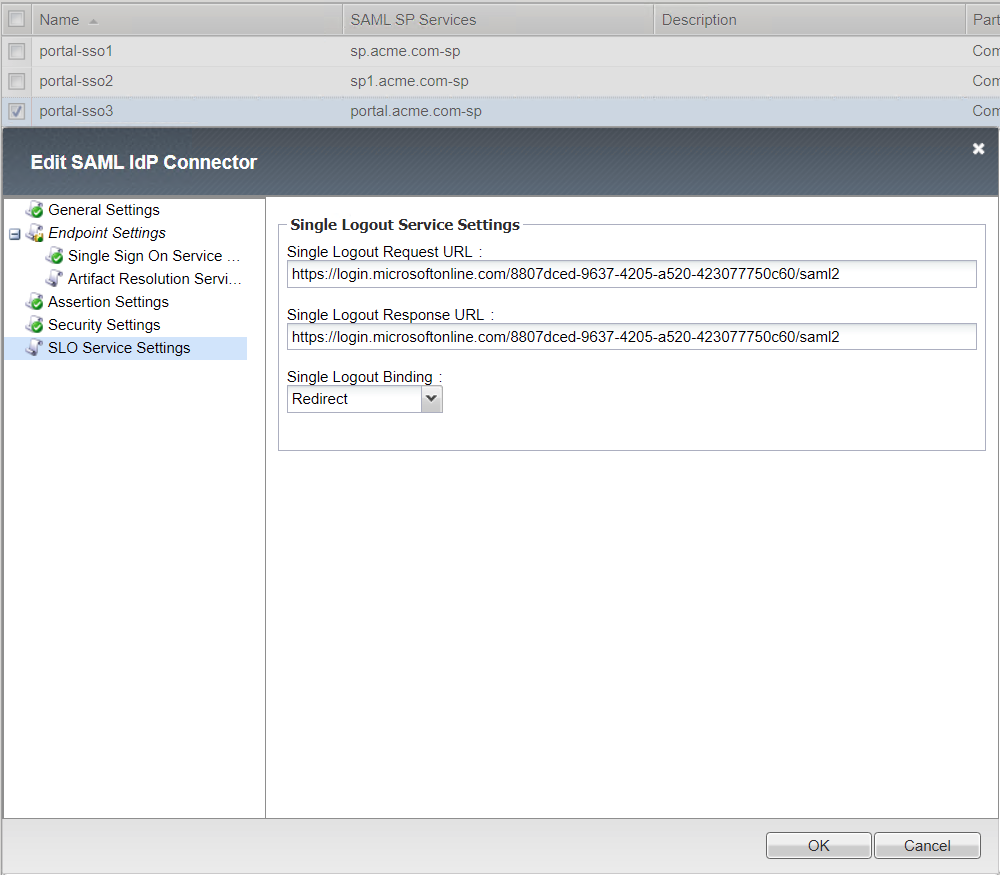 Name SAML SP Services Description Part
portal-sso1 sp.acme.com-sp Com
portal-sso2 sp1.acme.com-sp Com
portal-sso3 portal.acme.com-sp Com
Edit SAML IdP Connector
General Settings
Endpoint Settings
Single Sign On Service ...
Artifact Resolution Servi...
Assertion Settings
Security Settings
SLO Service Settings
Single Logout Service Settings
Single Logout Request URL :
https://login.microsoftonline.com/8807dced-9637-4205-a520-423077750c60/saml2
Single Logout Response URL :
https://login.microsoftonline.com/8807dced-9637-4205-a520-423077750c60/saml2
Single Logout Binding :
Redirect
OK Cancel